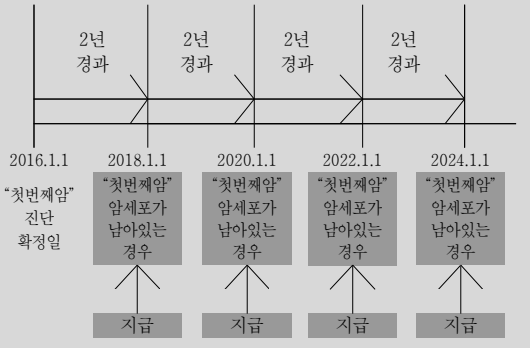 2년
경과
2년
경과
2년
경과
2년
경과
2016.1.1
2018.1.1
2020.1.1
2022.1.1
2024.1.1
“첫번째암”
진단
확정일
“첫번째암”
암세포가
남아있는
경우
“첫번째암”
암세포가
남아있는
경우
“첫번째암”
암세포가
남아있는
경우
“첫번째암”
암세포가
남아있는
경우
지급
지급
지급
지급